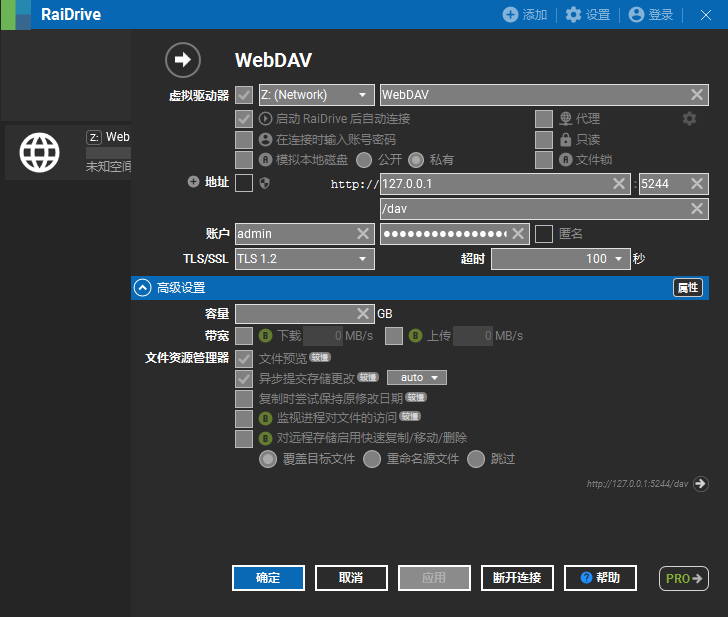 RaiDrive
添加 设置 登录
WebDAV
虚拟驱动器 Z: (Network) WebDAV
启动 RaiDrive 后自动连接 代理
在连接时输入账号密码 只读
模拟本地磁盘 公开 私有 文件锁
Z: Web
未知空间
地址 http:// 127.0.0.1 : 5244
/dav
账户 admin 匿名
TLS/SSL TLS 1.2 超时 100 秒
高级设置 属性
容量 GB
带宽 B 下载 0 MB/s B 上传 0 MB/s
文件资源管理器 文件预览 较慢
异步提交存储更改 较慢 auto
复制时尝试保持原修改日期 较慢
B 监视进程对文件的访问 较慢
B 对远程存储启用快速复制/移动/删除
覆盖目标文件 重命名源文件 跳过
http://127.0.0.1:5244/dav
确定 取消 应用 断开连接 ? 帮助 PRO